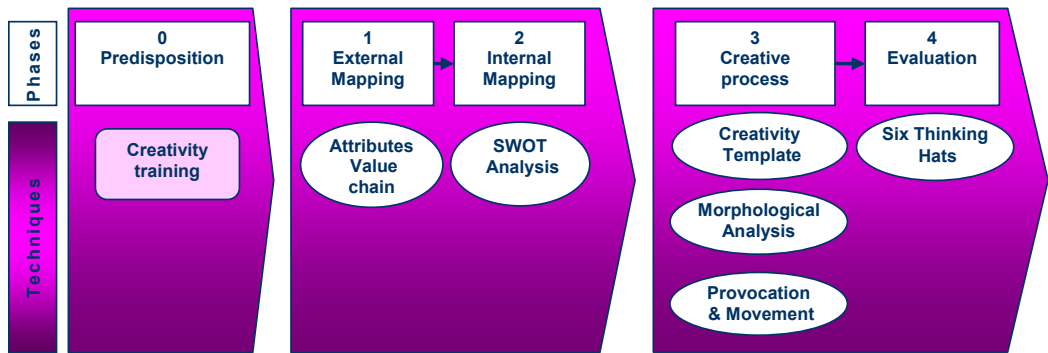 Phases
0
Predisposition
1
External
Mapping
2
Internal
Mapping
3
Creative
process
4
Evaluation
Techniques
Creativity
training
Attributes
Value
chain
SWOT
Analysis
Creativity
Template
Six Thinking
Hats
Morphological
Analysis
Provocation
& Movement